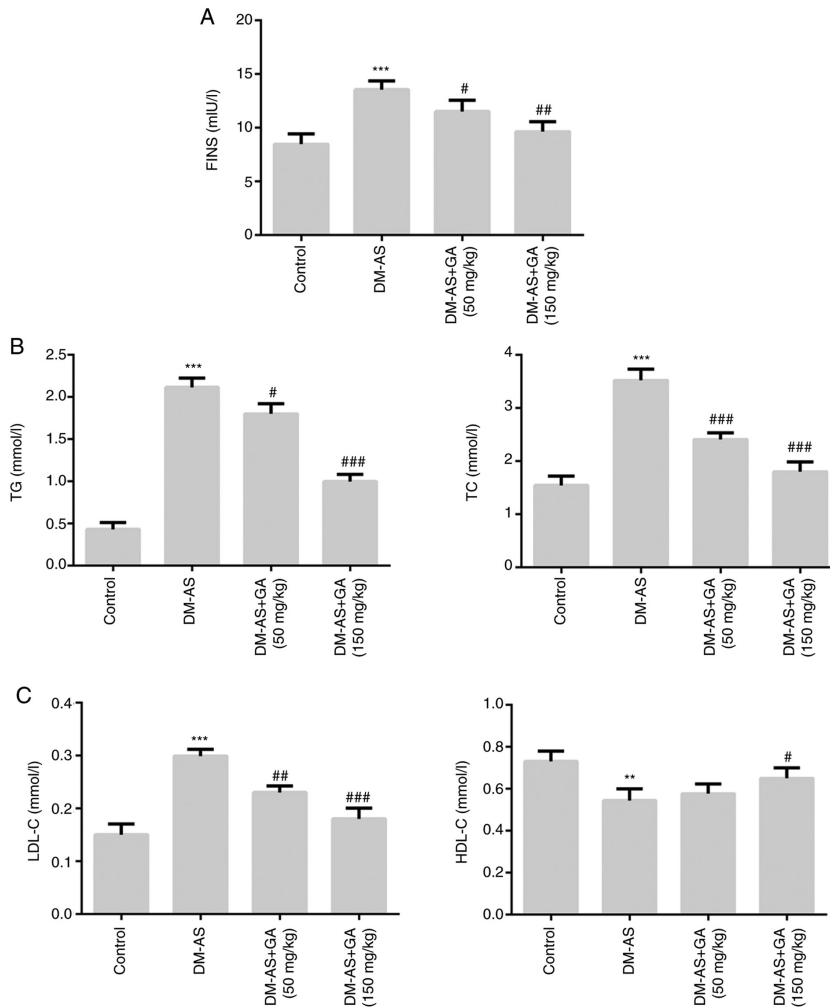 A
FINS (mIU/l)
20
15
10
5
0
***
#
##
Control
DM-AS
DM-AS+GA
(50 mg/kg)
DM-AS+GA
(150 mg/kg)
B
TG (mmol/l)
2.5
2.0
1.5
1.0
0.5
0.0
***
#
###
Control
DM-AS
DM-AS+GA
(50 mg/kg)
DM-AS+GA
(150 mg/kg)
TC (mmol/l)
4
3
2
1
0
***
###
###
Control
DM-AS
DM-AS+GA
(50 mg/kg)
DM-AS+GA
(150 mg/kg)
C
LDL-C (mmol/l)
0.4
0.3
0.2
0.1
0.0
***
##
###
Control
DM-AS
DM-AS+GA
(50 mg/kg)
DM-AS+GA
(150 mg/kg)
HDL-C (mmol/l)
1.0
0.8
0.6
0.2
0.0
**
#
Control
DM-AS
DM-AS+GA
(50 mg/kg)
DM-AS+GA
(150 mg/kg)